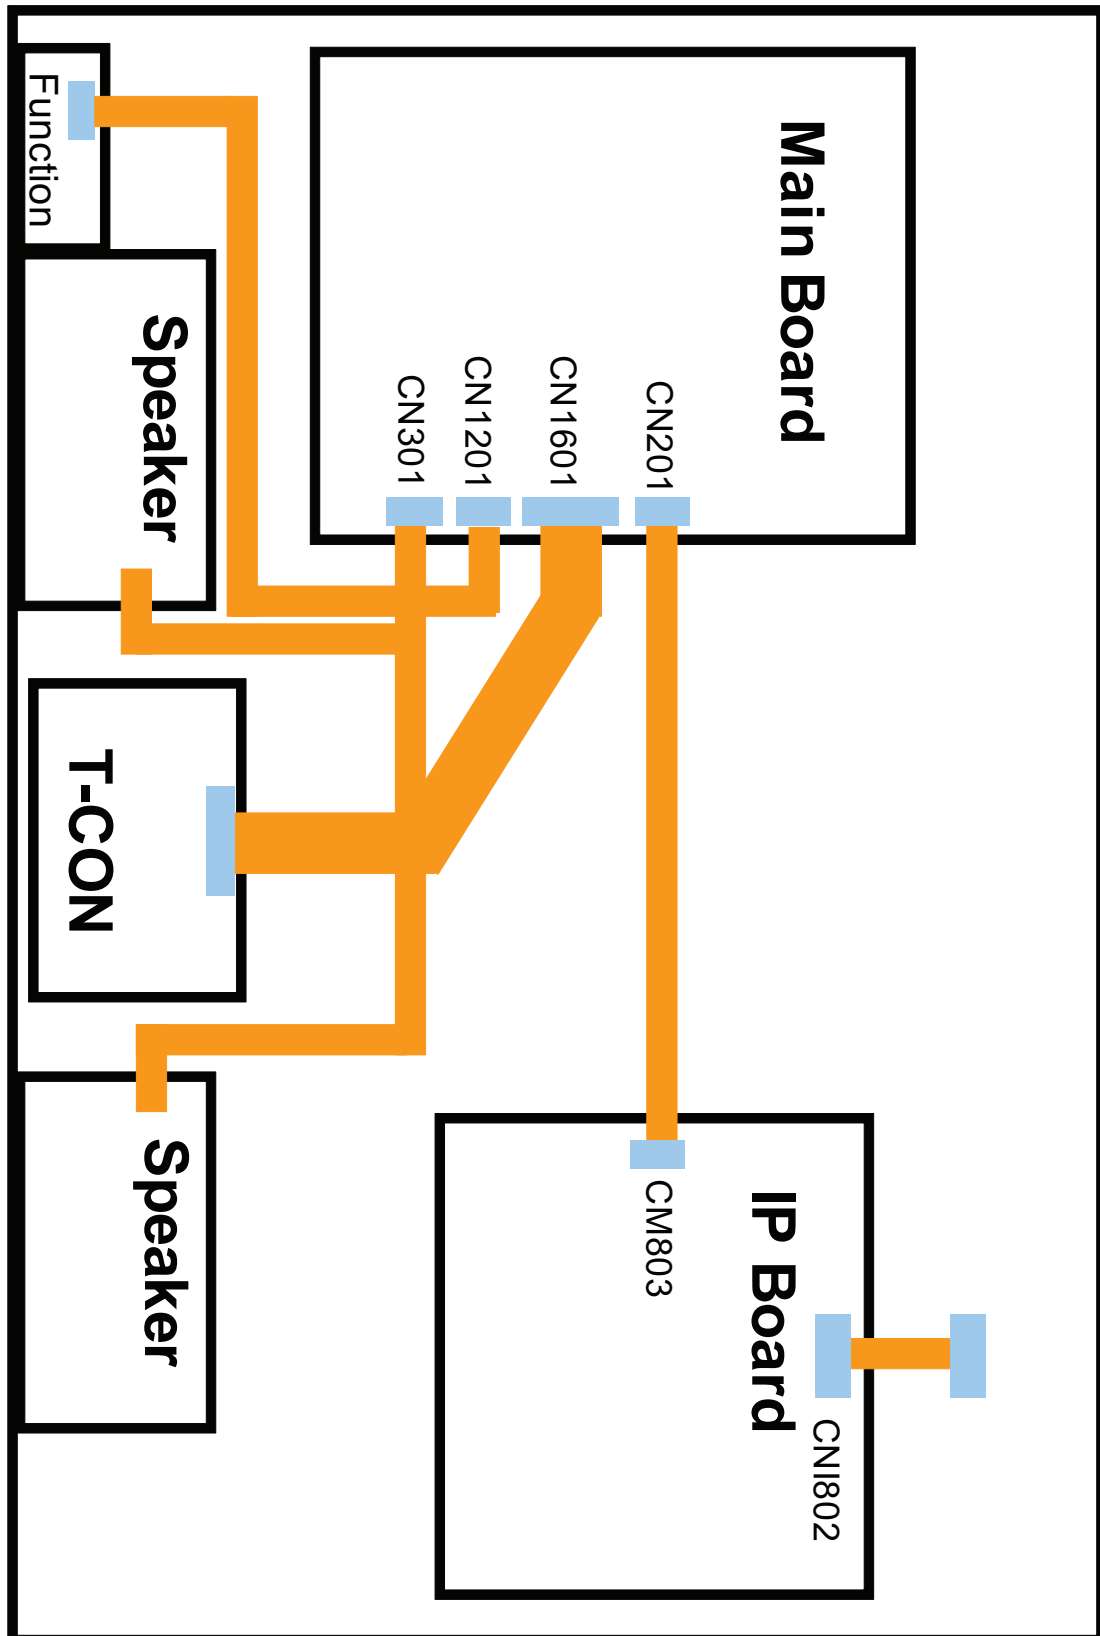 Main Board
CN201
CN1601
CN1201
CN301
IP Board
CNI802
CM803
Function
Speaker
T-CON
Speaker